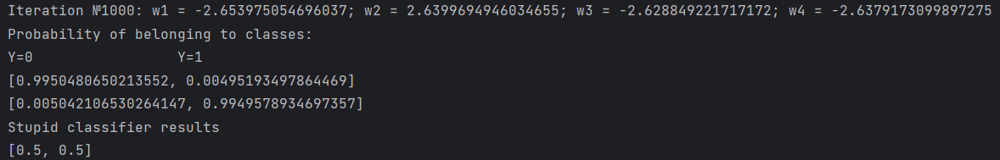 Iteration №1000: w1 = -2.653975054696037; w2 = 2.6399694946034655; w3 = -2.628849221717172; w4 = -2.6379173099897275
Probability of belonging to classes:
Y=0                  Y=1
[0.9950480650213552, 0.00495193497864469]
[0.005042106530264147, 0.9949578934697357]
Stupid classifier results
[0.5, 0.5]